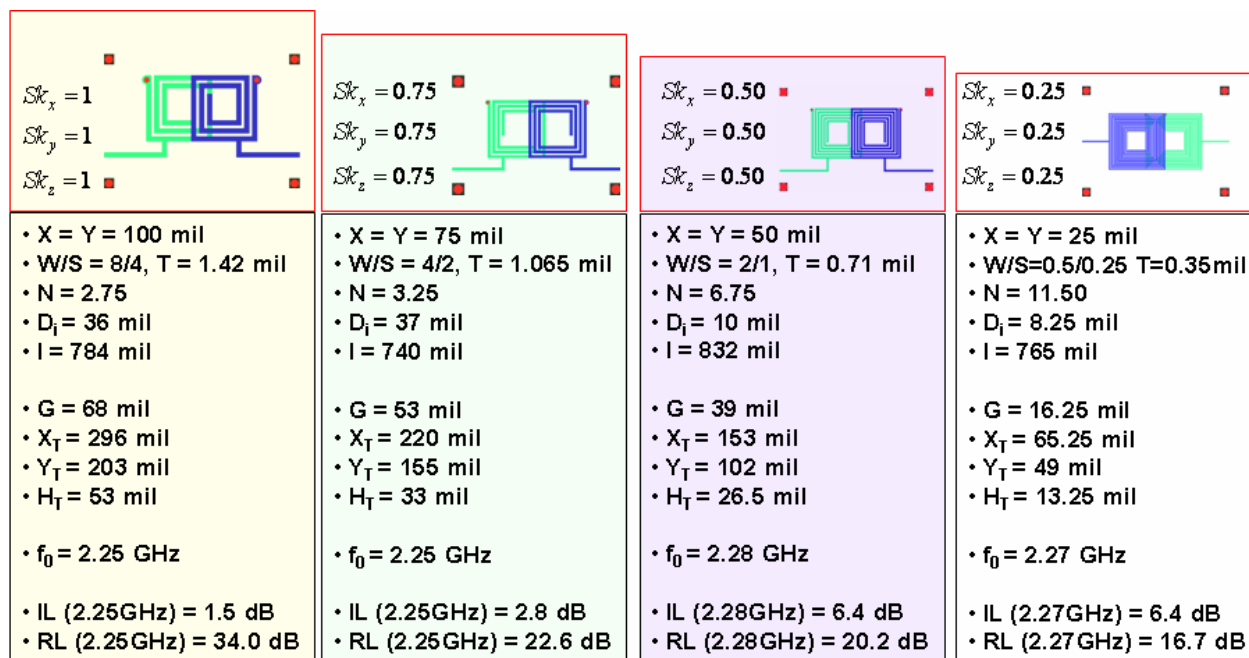 Sk_x = 1
Sk_y = 1
Sk_z = 1
• X = Y = 100 mil
• W/S = 8/4, T = 1.42 mil
• N = 2.75
• D_i = 36 mil
• l = 784 mil
• G = 68 mil
• X_T = 296 mil
• Y_T = 203 mil
• H_T = 53 mil
• f_0 = 2.25 GHz
• IL (2.25GHz) = 1.5 dB
• RL (2.25GHz) = 34.0 dB
Sk_x = 0.75
Sk_y = 0.75
Sk_z = 0.75
• X = Y = 75 mil
• W/S = 4/2, T = 1.065 mil
• N = 3.25
• D_i = 37 mil
• l = 740 mil
• G = 53 mil
• X_T = 220 mil
• Y_T = 155 mil
• H_T = 33 mil
• f_0 = 2.25 GHz
• IL (2.25GHz) = 2.8 dB
• RL (2.25GHz) = 22.6 dB
Sk_x = 0.50
Sk_y = 0.50
Sk_z = 0.50
• X = Y = 50 mil
• W/S = 2/1, T = 0.71 mil
• N = 6.75
• D_i = 10 mil
• l = 832 mil
• G = 39 mil
• X_T = 153 mil
• Y_T = 102 mil
• H_T = 26.5 mil
• f_0 = 2.28 GHz
• IL (2.28GHz) = 6.4 dB
• RL (2.28GHz) = 20.2 dB
Sk_x = 0.25
Sk_y = 0.25
Sk_z = 0.25
• X = Y = 25 mil
• W/S=0.5/0.25 T=0.35mil
• N = 11.50
• D_i = 8.25 mil
• l = 765 mil
• G = 16.25 mil
• X_T = 65.25 mil
• Y_T = 49 mil
• H_T = 13.25 mil
• f_0 = 2.27 GHz
• IL (2.27GHz) = 6.4 dB
• RL (2.27GHz) = 16.7 dB